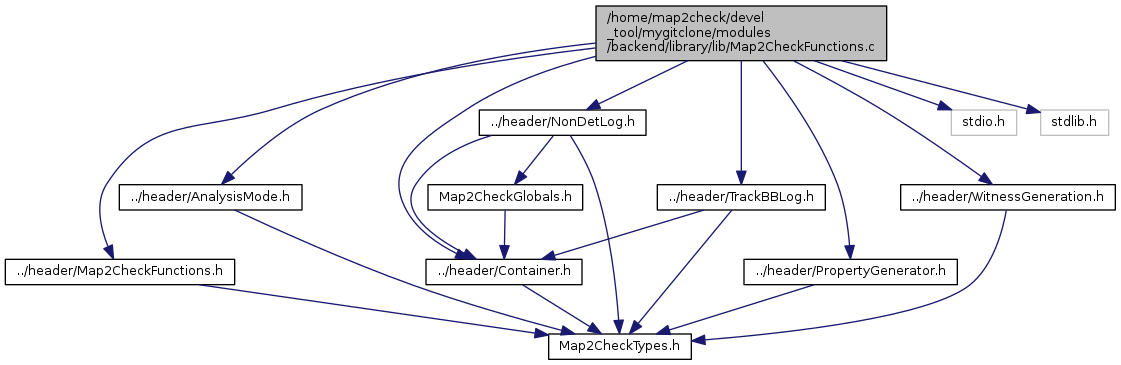 /home/map2check/devel
_tool/mygitclone/modules
/backend/library/lib/Map2CheckFunctions.c
../header/NonDetLog.h
stdio.h
stdlib.h
../header/AnalysisMode.h
Map2CheckGlobals.h
../header/TrackBBLog.h
../header/WitnessGeneration.h
../header/Map2CheckFunctions.h
../header/Container.h
../header/PropertyGenerator.h
Map2CheckTypes.h